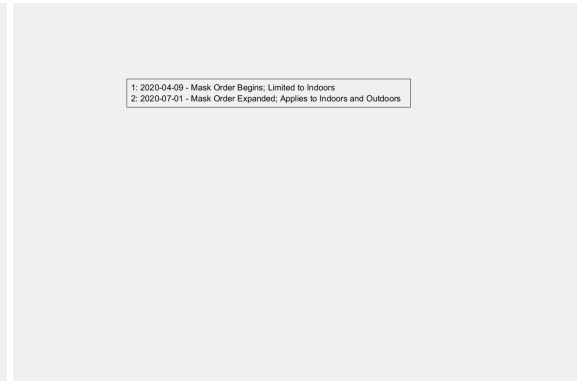 1: 2020-04-09 - Mask Order Begins; Limited to Indoors
2: 2020-07-01 - Mask Order Expanded; Applies to Indoors and Outdoors